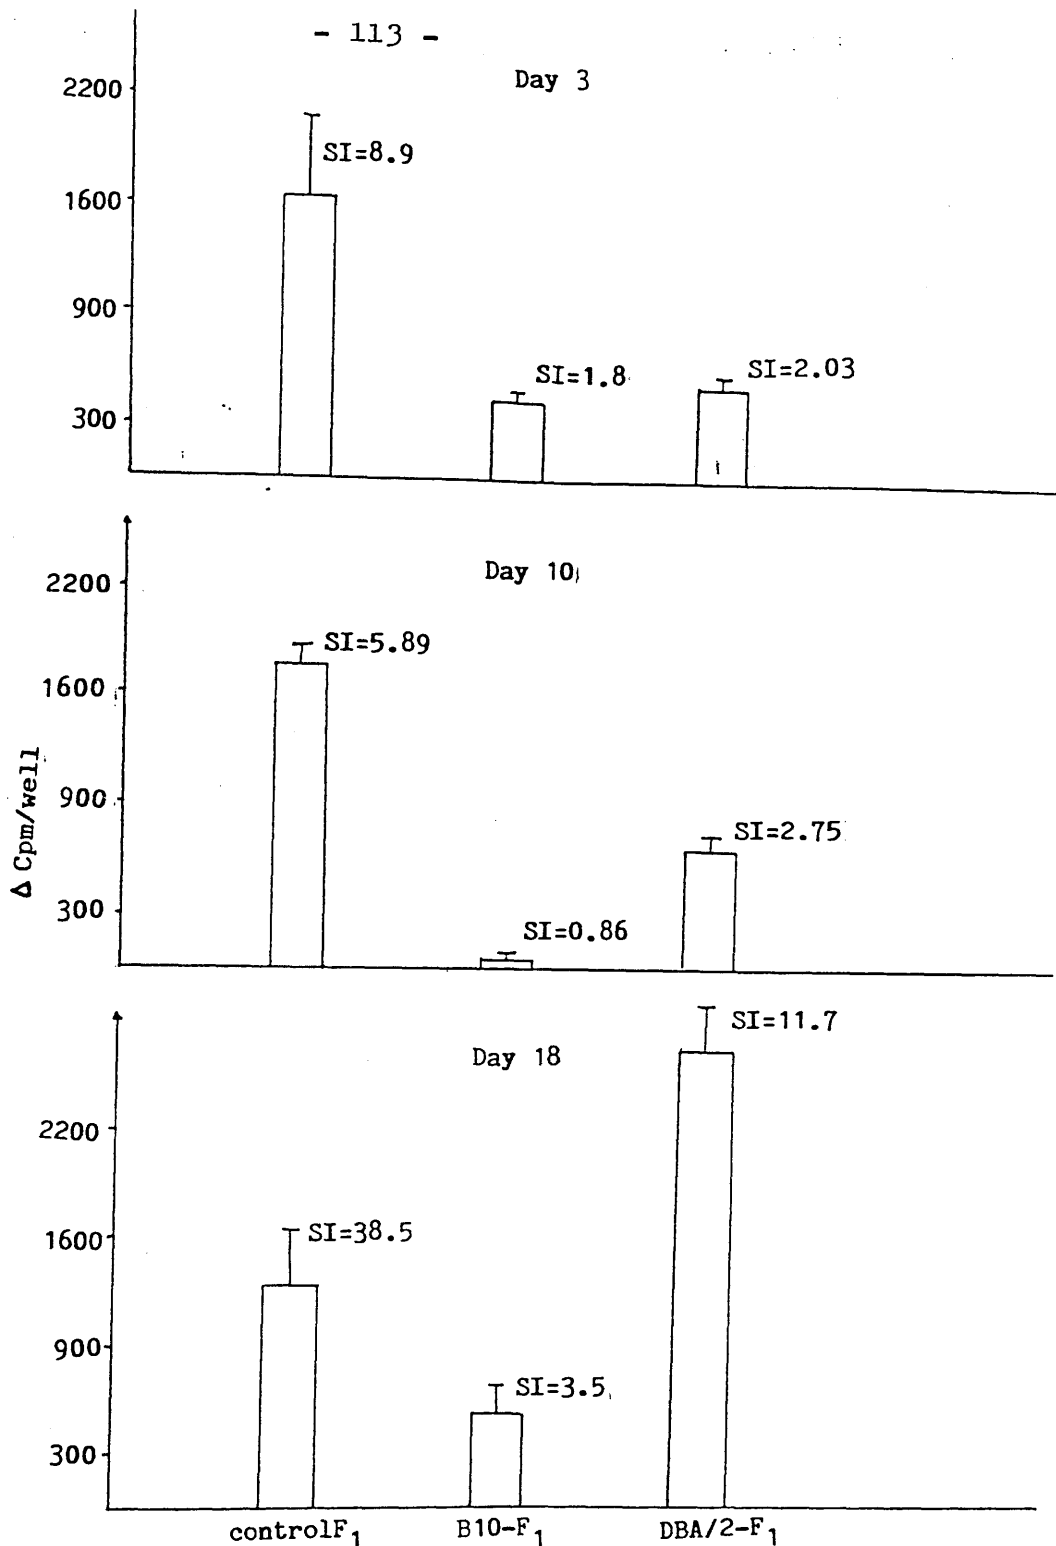 - 113 -
Day 3
2200
1600
900
300
SI=8.9
SI=1.8
SI=2.03
Day 10
2200
1600
900
300
Δ Cpm/well
SI=5.89
SI=0.86
SI=2.75
Day 18
2200
1600
900
300
SI=38.5
SI=3.5
SI=11.7
controlF1
B10-F1
DBA/2-F1